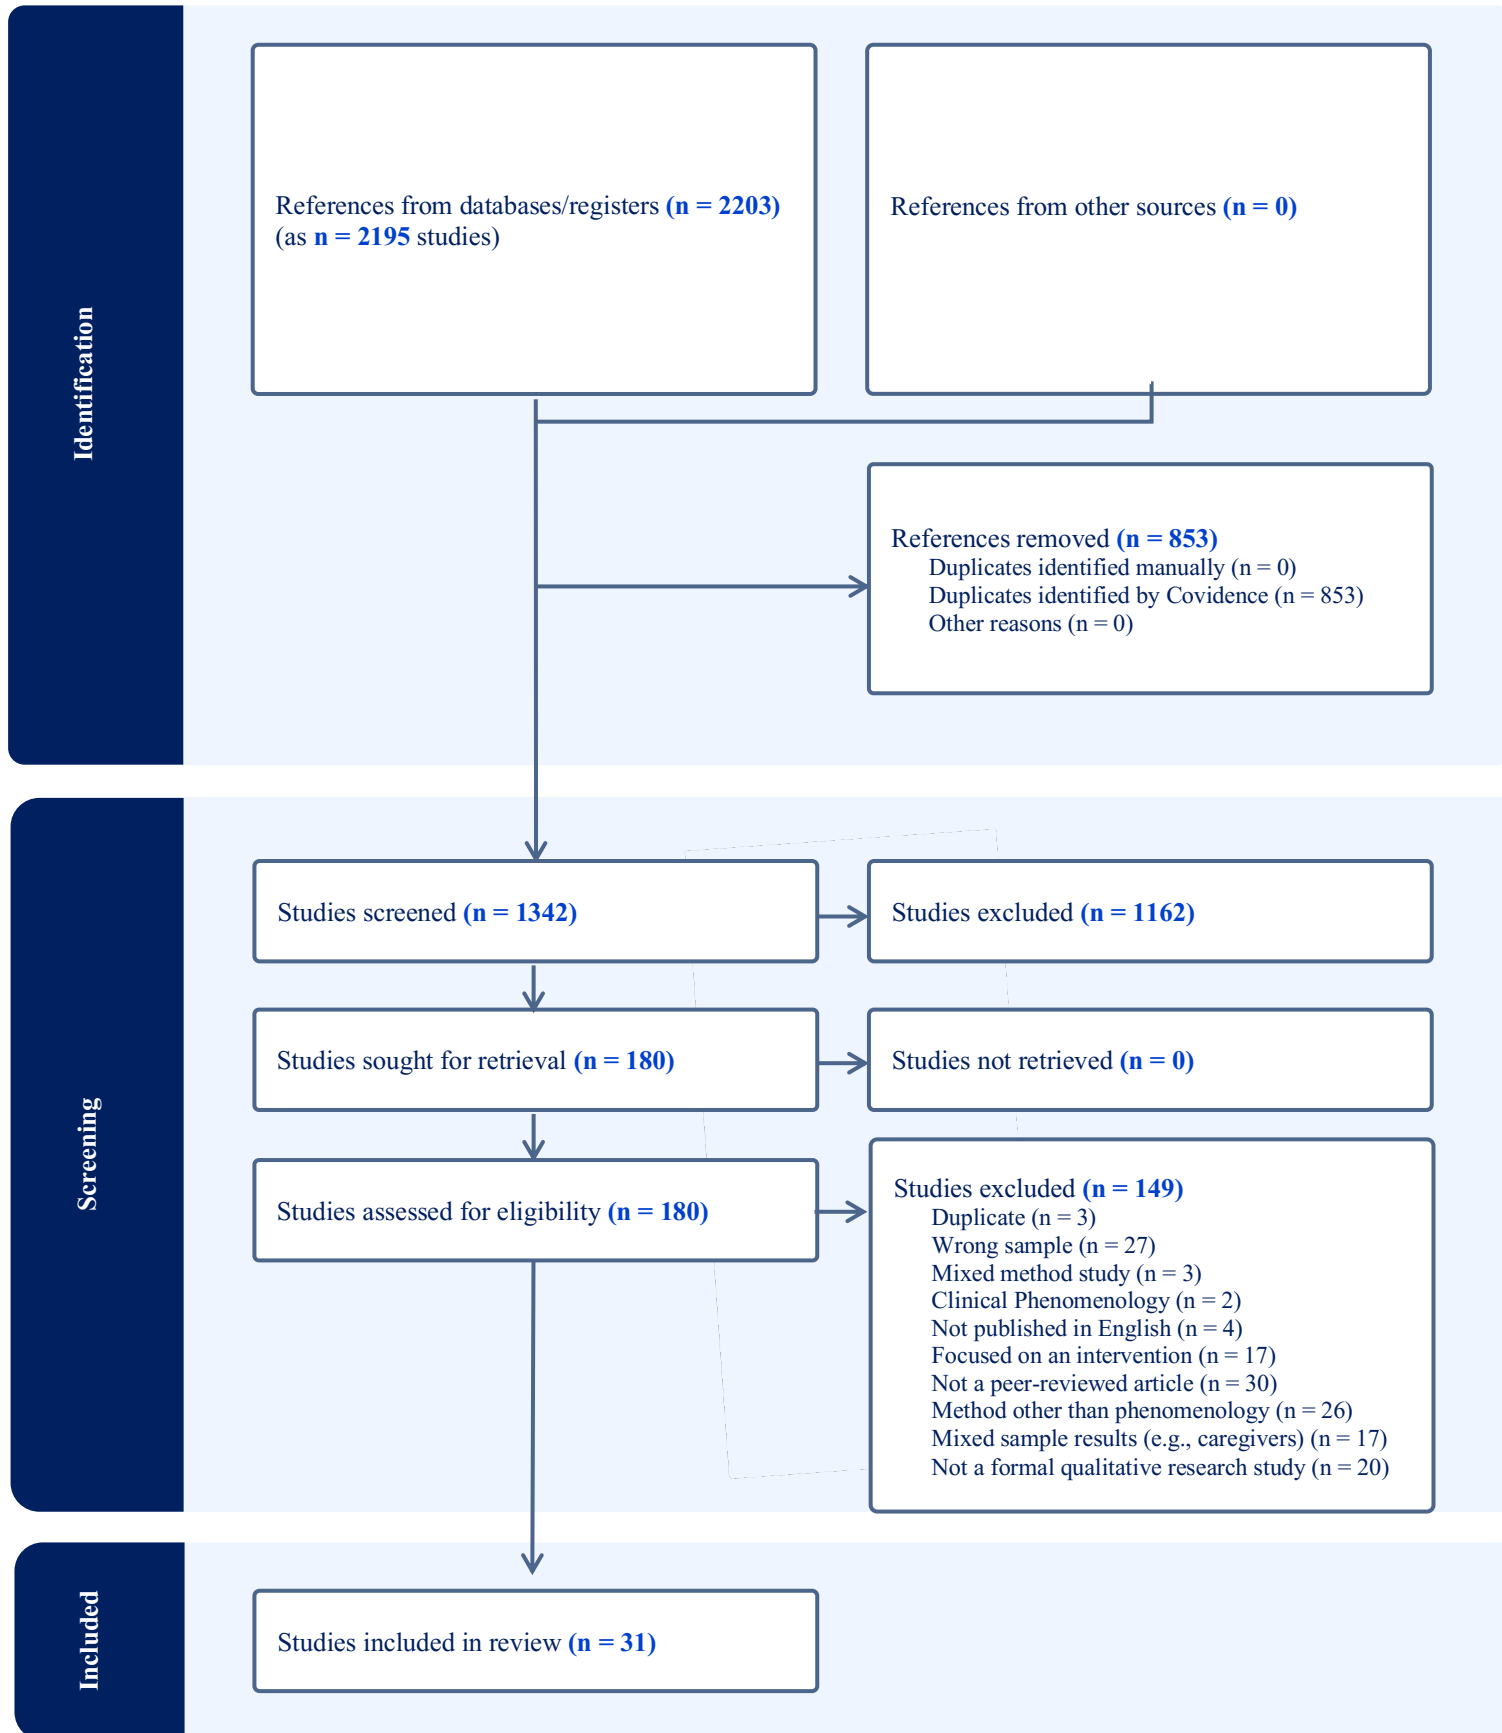 Identification
References from databases/registers (n = 2203)
(as n = 2195 studies)
References from other sources (n = 0)
References removed (n = 853)
Duplicates identified manually (n = 0)
Duplicates identified by Covidence (n = 853)
Other reasons (n = 0)
Screening
Studies screened (n = 1342)
Studies excluded (n = 1162)
Studies sought for retrieval (n = 180)
Studies not retrieved (n = 0)
Studies assessed for eligibility (n = 180)
Studies excluded (n = 149)
Duplicate (n = 3)
Wrong sample (n = 27)
Mixed method study (n = 3)
Clinical Phenomenology (n = 2)
Not published in English (n = 4)
Focused on an intervention (n = 17)
Not a peer-reviewed article (n = 30)
Method other than phenomenology (n = 26)
Mixed sample results (e.g., caregivers) (n = 17)
Not a formal qualitative research study (n = 20)
Included
Studies included in review (n = 31)